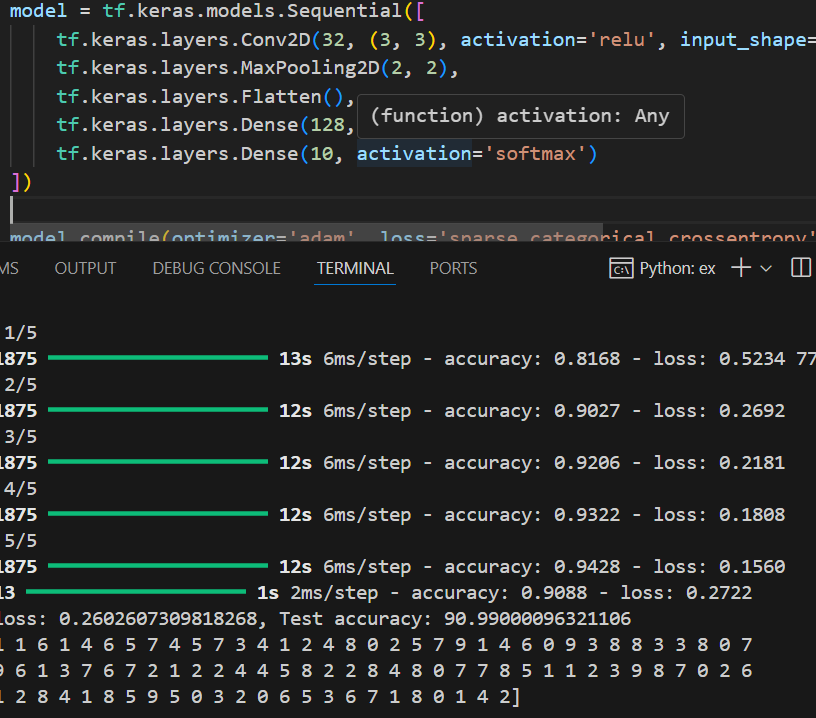 model = tf.keras.models.Sequential([
tf.keras.layers.Conv2D(32, (3, 3), activation='relu', input_shape=
tf.keras.layers.MaxPooling2D(2, 2),
tf.keras.layers.Flatten(),
(function) activation: Any
tf.keras.layers.Dense(128,
tf.keras.layers.Dense(10, activation='softmax')
])
model.compile(optimizer='adam', loss='sparse_categorical_crossentropy'
MS OUTPUT DEBUG CONSOLE TERMINAL PORTS Python: ex
1/5
1875 13s 6ms/step - accuracy: 0.8168 - loss: 0.5234 77
2/5
1875 12s 6ms/step - accuracy: 0.9027 - loss: 0.2692
3/5
1875 12s 6ms/step - accuracy: 0.9206 - loss: 0.2181
4/5
1875 12s 6ms/step - accuracy: 0.9322 - loss: 0.1808
5/5
1875 12s 6ms/step - accuracy: 0.9428 - loss: 0.1560
13 1s 2ms/step - accuracy: 0.9088 - loss: 0.2722
loss: 0.2602607309818268, Test accuracy: 90.99000096321106
1 1 6 1 4 6 5 7 4 5 7 3 4 1 2 4 8 0 2 5 7 9 1 4 6 0 9 3 8 8 3 3 8 0 7
9 6 1 3 7 6 7 2 1 2 2 4 4 5 8 2 2 8 4 8 0 7 7 8 5 1 1 2 3 9 8 7 0 2 6
1 2 8 4 1 8 5 9 5 0 3 2 0 6 5 3 6 7 1 8 0 1 4 2]